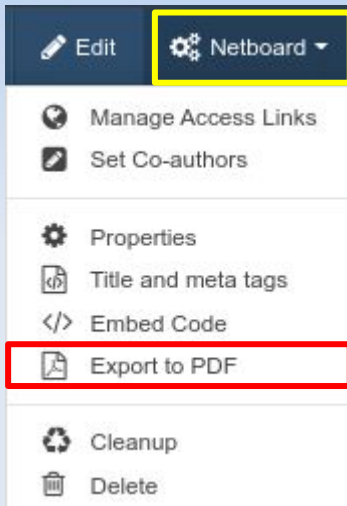 Edit Netboard
Manage Access Links
Set Co-authors
Properties
Title and meta tags
Embed Code
Export to PDF
Cleanup
Delete